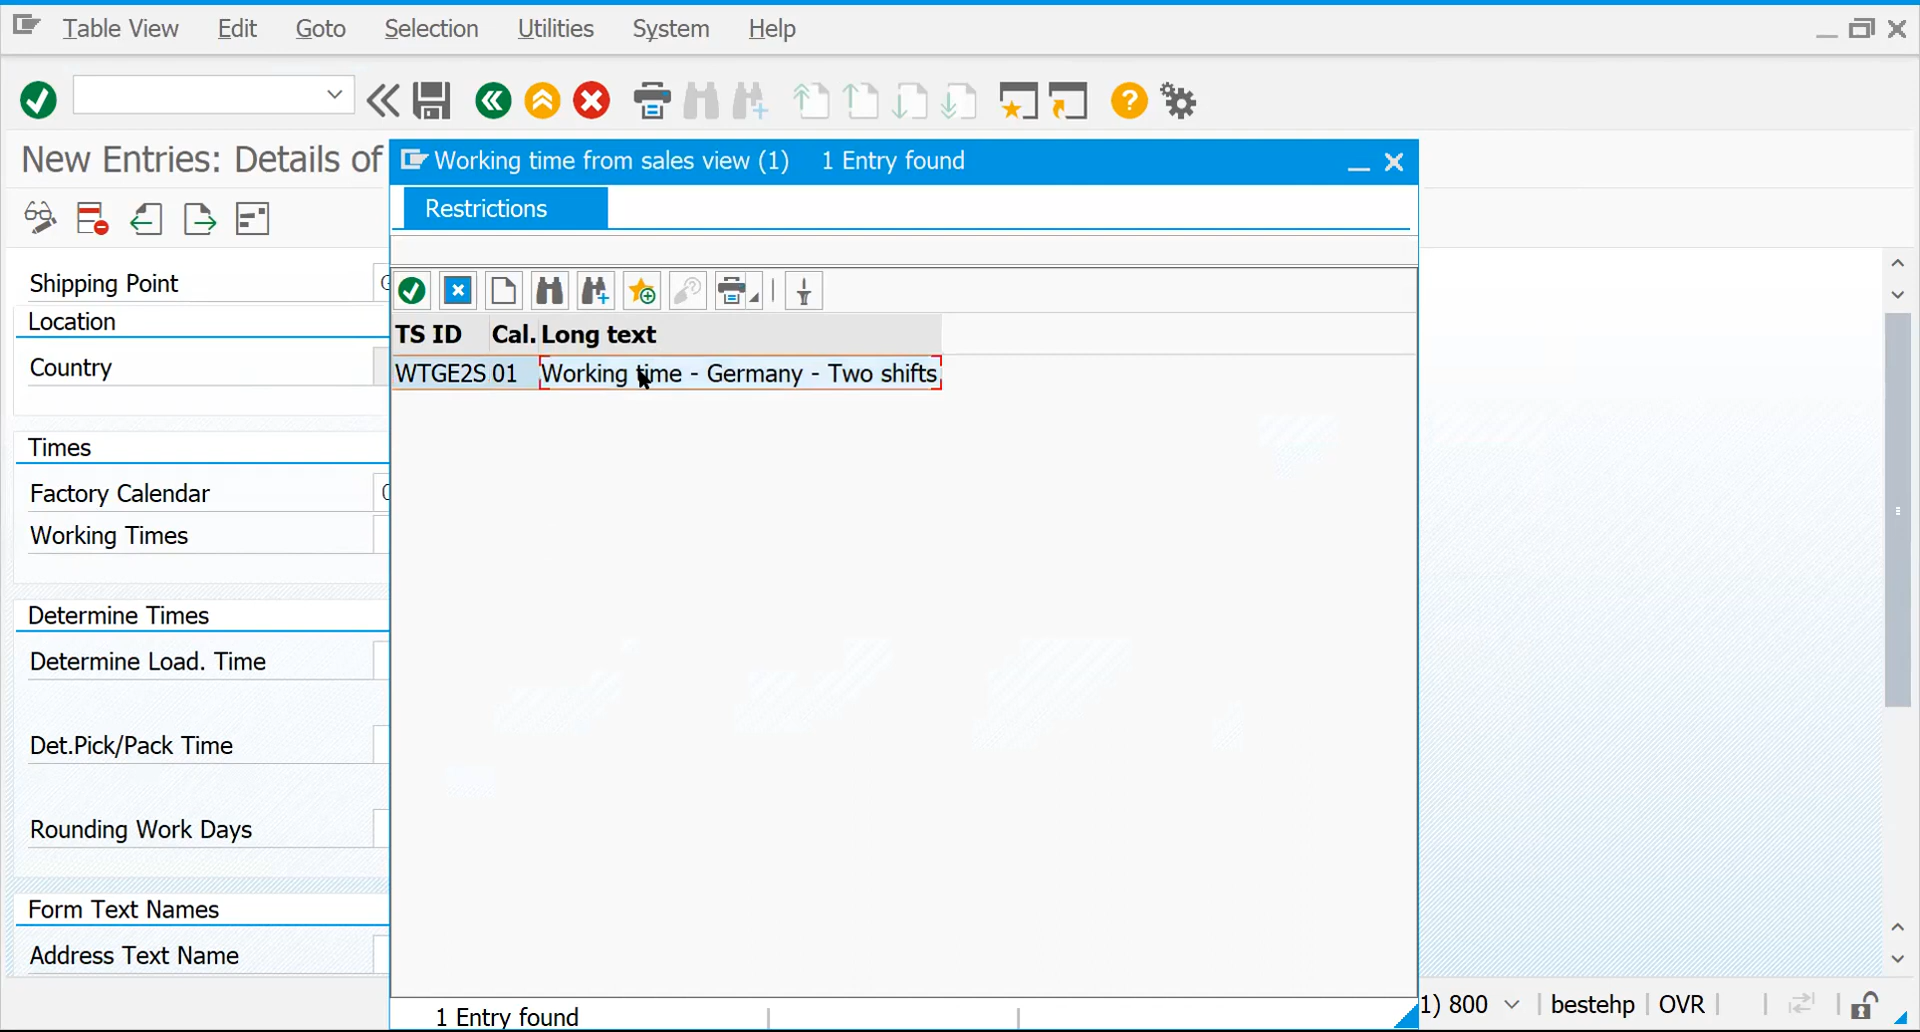 Table View Edit Goto Selection Utilities System Help
New Entries: Details of
Working time from sales view (1) 1 Entry found
Restrictions
Shipping Point
Location
Country
Times
Factory Calendar
Working Times
Determine Times
Determine Load. Time
Det.Pick/Pack Time
Rounding Work Days
Form Text Names
Address Text Name
TS ID Cal. Long text
WTGE2S 01 Working time - Germany - Two shifts
1 Entry found
1) 800 bestehp OVR